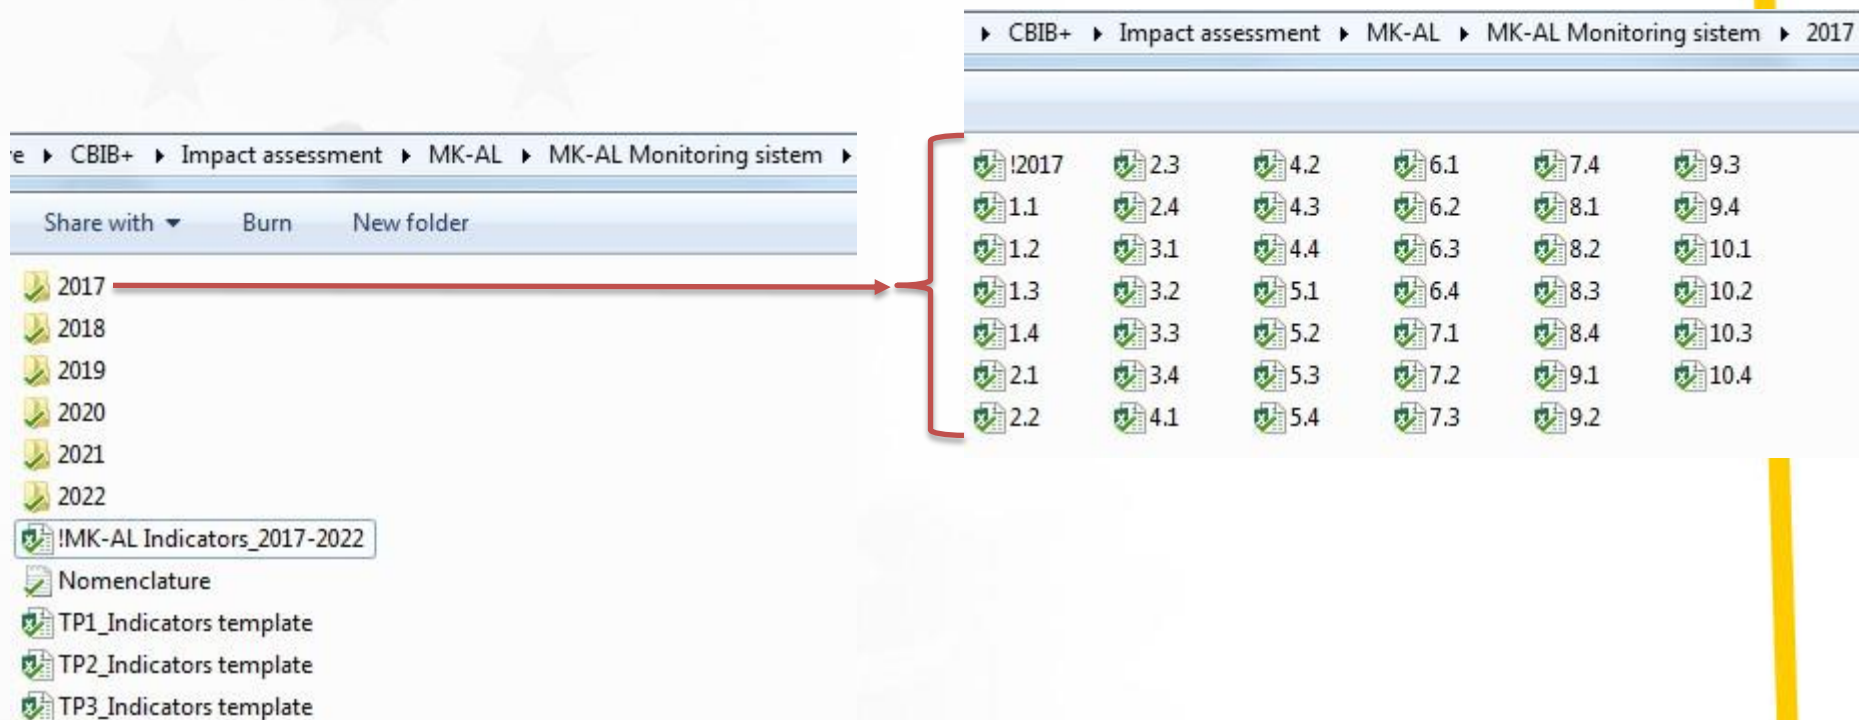 e ▸ CBIB+ ▸ Impact assessment ▸ MK-AL ▸ MK-AL Monitoring sistem ▸
Share with Burn New folder
2017
2018
2019
2020
2021
2022
!MK-AL Indicators_2017-2022
Nomenclature
TP1_Indicators template
TP2_Indicators template
TP3_Indicators template
▸ CBIB+ ▸ Impact assessment ▸ MK-AL ▸ MK-AL Monitoring sistem ▸ 2017
!2017 2.3 4.2 6.1 7.4 9.3
1.1 2.4 4.3 6.2 8.1 9.4
1.2 3.1 4.4 6.3 8.2 10.1
1.3 3.2 5.1 6.4 8.3 10.2
1.4 3.3 5.2 7.1 8.4 10.3
2.1 3.4 5.3 7.2 9.1 10.4
2.2 4.1 5.4 7.3 9.2